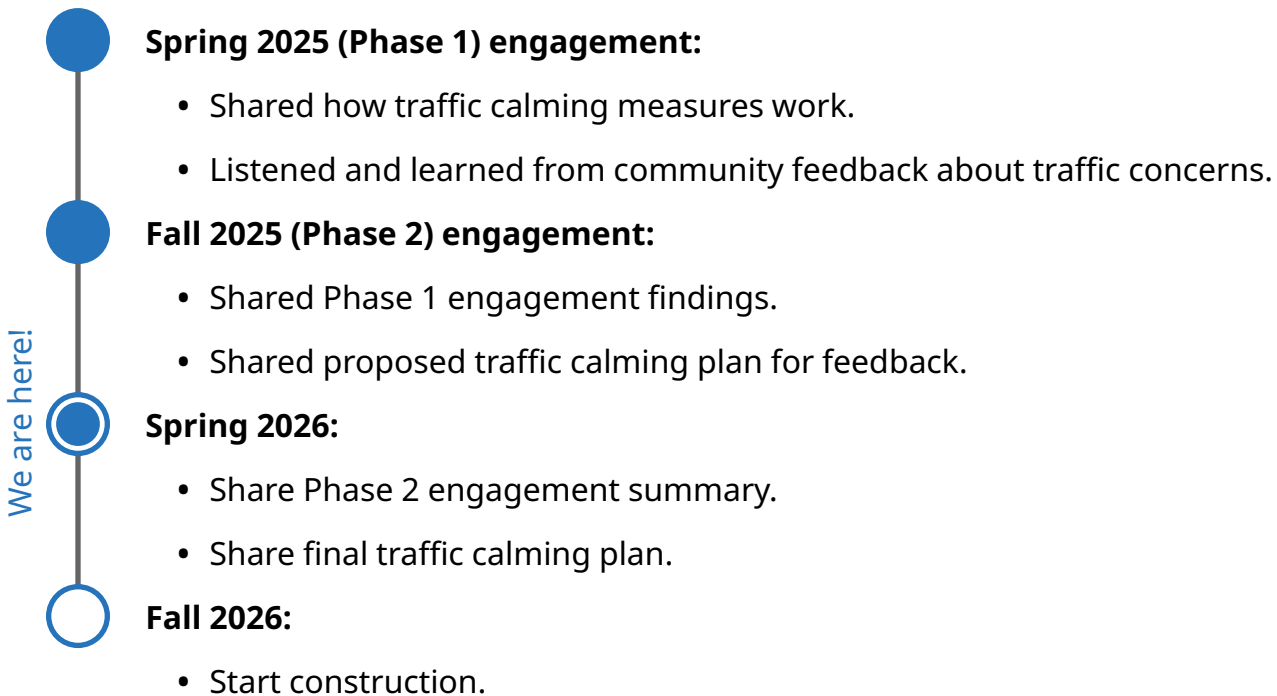 Spring 2025 (Phase 1) engagement:
• Shared how traffic calming measures work.
• Listened and learned from community feedback about traffic concerns.
Fall 2025 (Phase 2) engagement:
• Shared Phase 1 engagement findings.
• Shared proposed traffic calming plan for feedback.
We are here!
Spring 2026:
• Share Phase 2 engagement summary.
• Share final traffic calming plan.
Fall 2026:
• Start construction.